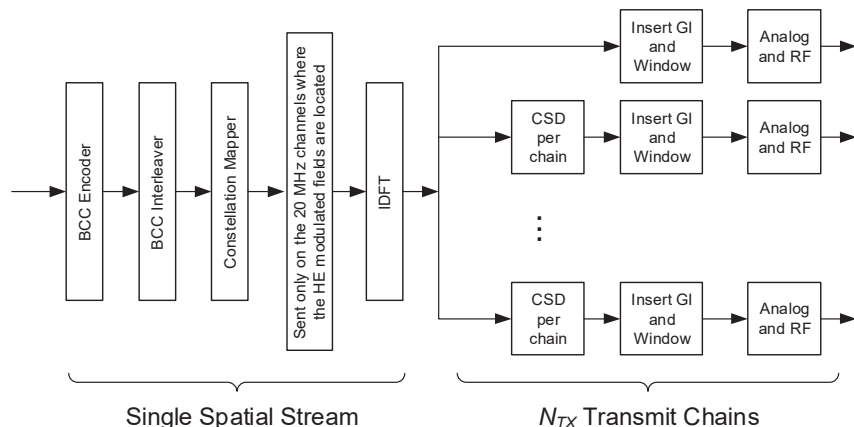 BCC Encoder
BCC Interleaver
Constellation Mapper
Sent only on the 20 MHz channels where
the HE modulated fields are located
IDFT
Insert GI
and
Window
Analog
and RF
CSD
per
chain
Insert GI
and
Window
Analog
and RF
⋮
CSD
per
chain
Insert GI
and
Window
Analog
and RF
Single Spatial Stream
N_TX Transmit Chains